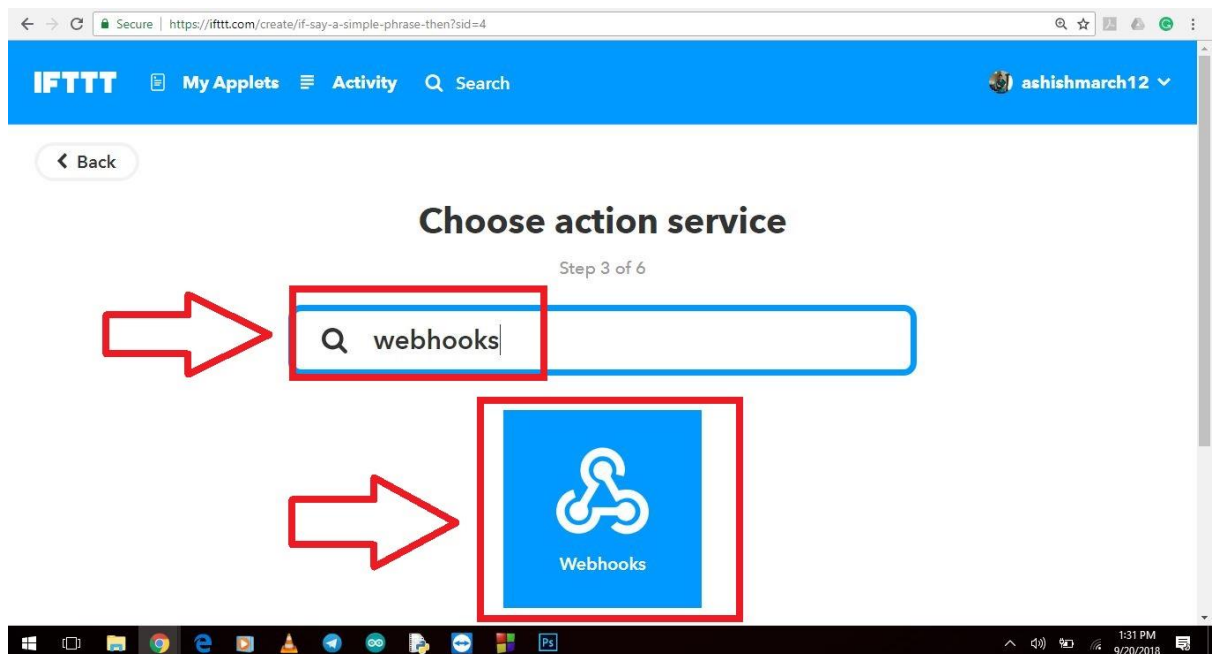 Secure | https://ifttt.com/create/if-say-a-simple-phrase-then?sid=4
IFTTT My Applets Activity Search ashishmarch12
Back
Choose action service
Step 3 of 6
webhooks
Webhooks
Ps
1:31 PM
9/20/2018